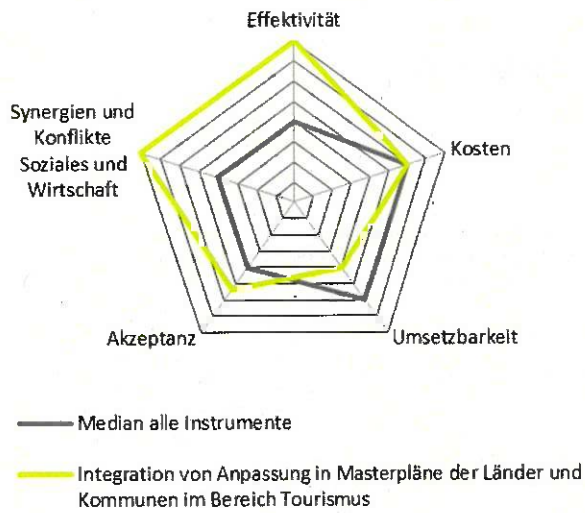 Effektivität
Synergien und
Konflikte
Soziales und
Wirtschaft
Kosten
Akzeptanz
Umsetzbarkeit
Median alle Instrumente
Integration von Anpassung in Masterpläne der Länder und
Kommunen im Bereich Tourismus